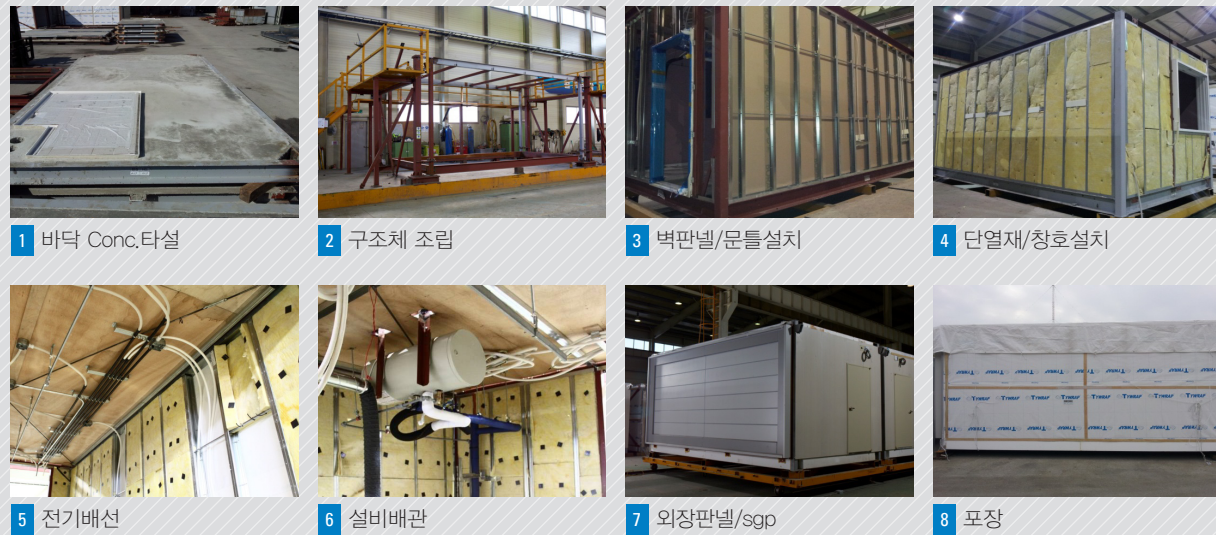 1 바닥 Conc.타설
2 구조체 조립
3 벽판넬/문틀설치
4 단열재/창호설치
5 전기배선
6 설비배관
7 외장판넬/sgp
8 포장